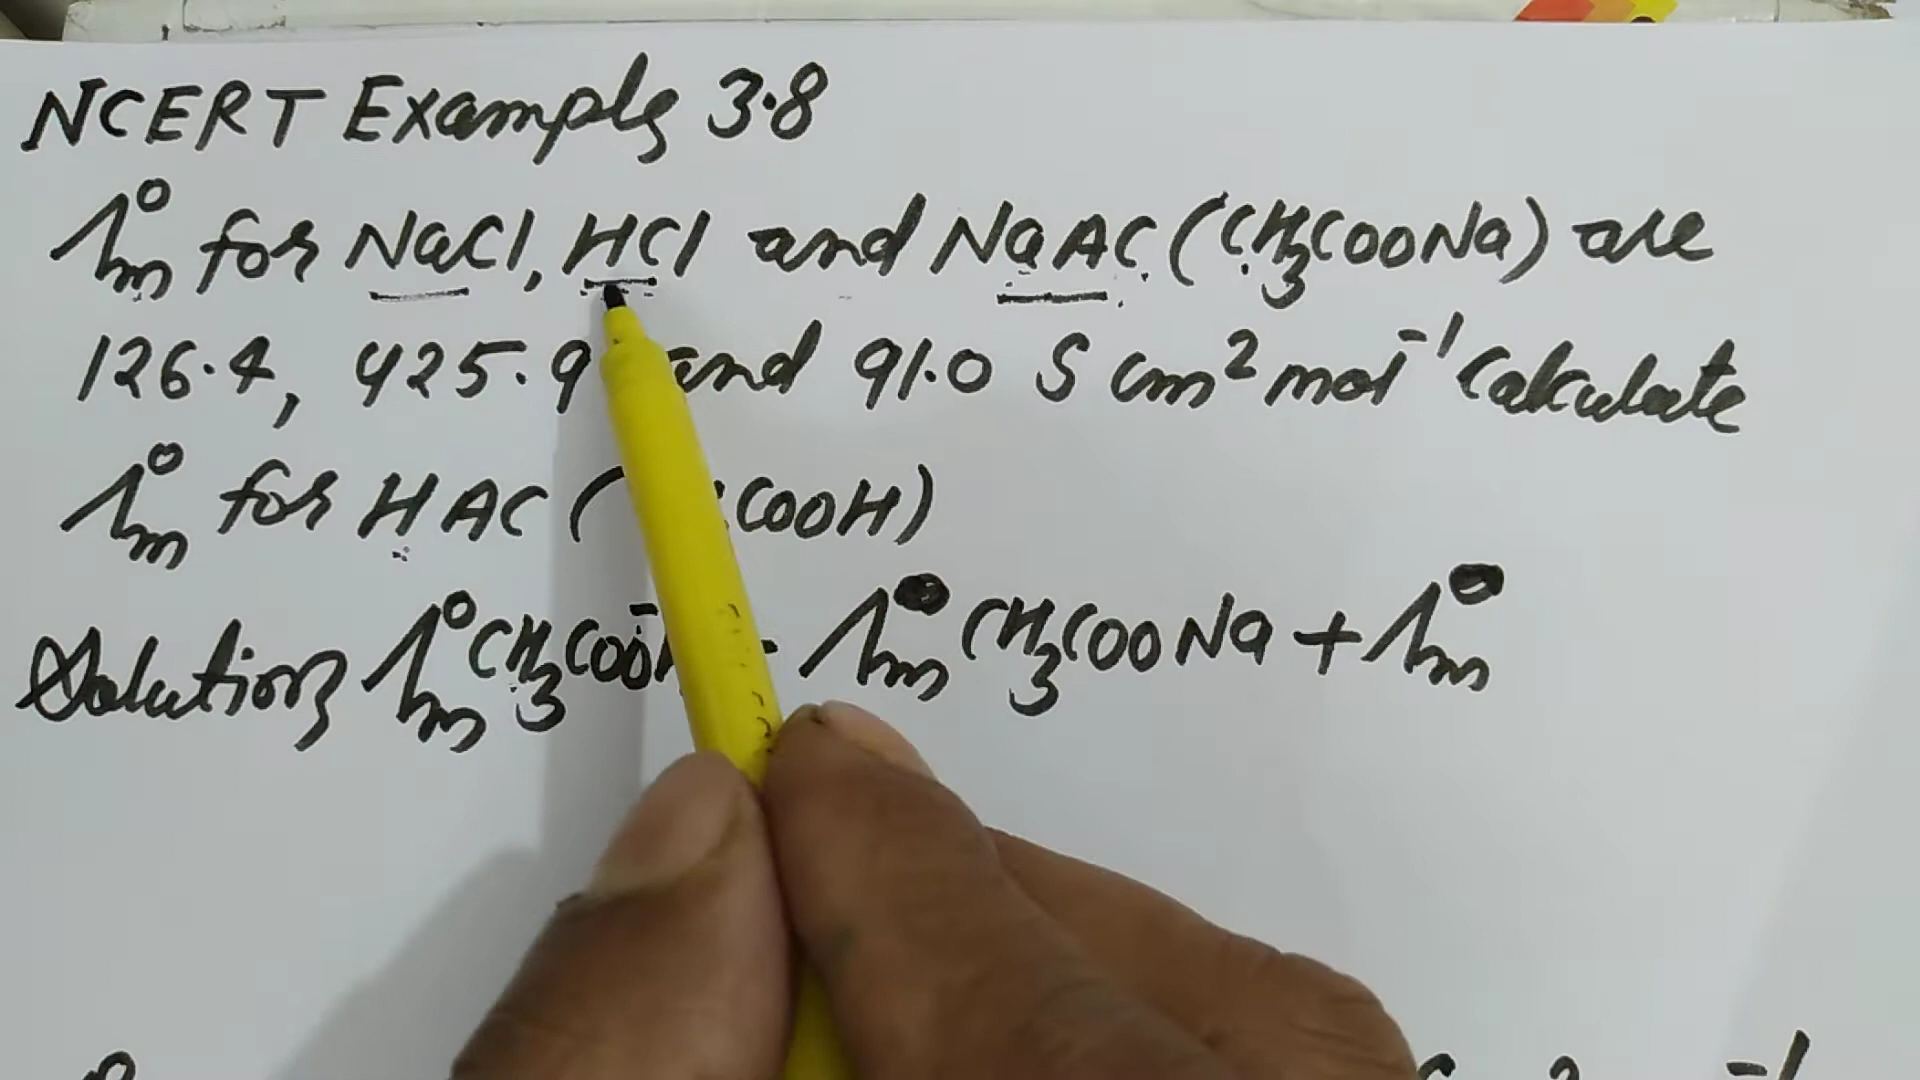 NCERT Example 3.8
Λ°m for NaCl, HCl and NaAC (CH3COONa) are
126.4, 425.9 and 91.0 S cm² mol⁻¹ Calculate
Λ°m for HAC ( COOH)
Solution Λ°m CH3COO Λ°m CH3COONa + Λ°m